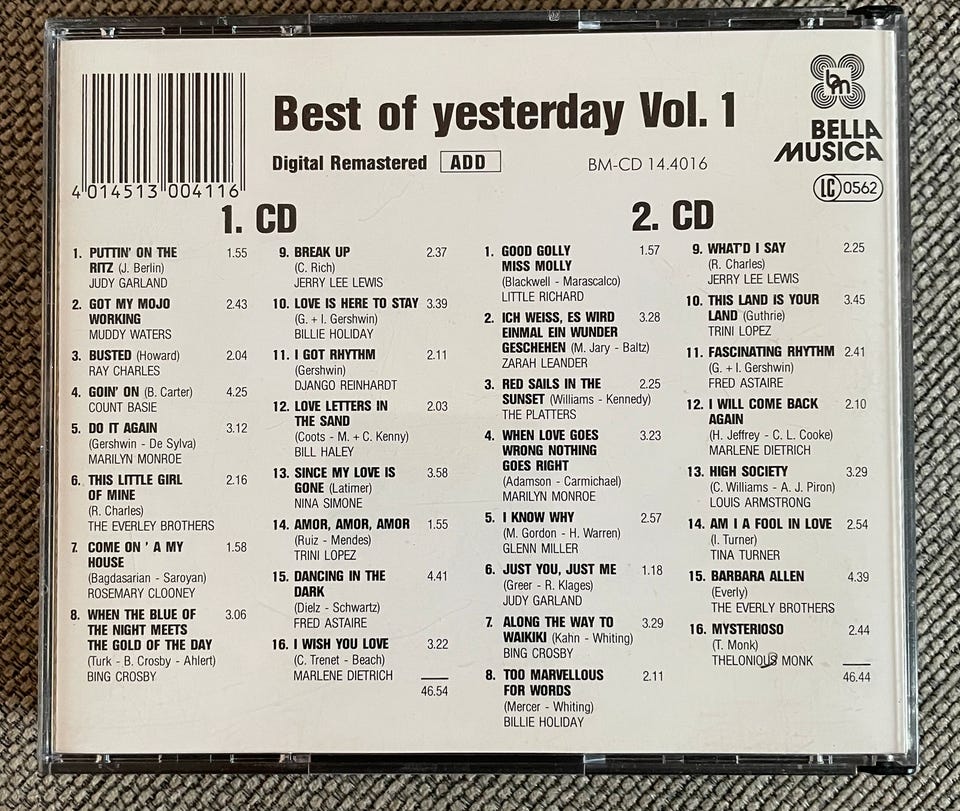 4 014513 004116
Best of yesterday Vol. 1
Digital Remastered ADD
BM-CD 14.4016
bm
BELLA
MUSICA
LC 0562
1. CD
1. PUTTIN' ON THE 1.55
RITZ (J. Berlin)
JUDY GARLAND
2. GOT MY MOJO 2.43
WORKING
MUDDY WATERS
3. BUSTED (Howard) 2.04
RAY CHARLES
4. GOIN' ON (B. Carter) 4.25
COUNT BASIE
5. DO IT AGAIN 3.12
(Gershwin - De Sylva)
MARILYN MONROE
6. THIS LITTLE GIRL 2.16
OF MINE
(R. Charles)
THE EVERLEY BROTHERS
7. COME ON ' A MY 1.58
HOUSE
(Bagdasarian - Saroyan)
ROSEMARY CLOONEY
8. WHEN THE BLUE OF 3.06
THE NIGHT MEETS
THE GOLD OF THE DAY
(Turk - B. Crosby - Ahlert)
BING CROSBY
9. BREAK UP 2.37
(C. Rich)
JERRY LEE LEWIS
10. LOVE IS HERE TO STAY 3.39
(G. + I. Gershwin)
BILLIE HOLIDAY
11. I GOT RHYTHM 2.11
(Gershwin)
DJANGO REINHARDT
12. LOVE LETTERS IN 2.03
THE SAND
(Coots - M. + C. Kenny)
BILL HALEY
13. SINCE MY LOVE IS 3.58
GONE (Latimer)
NINA SIMONE
14. AMOR, AMOR, AMOR 1.55
(Ruiz - Mendes)
TRINI LOPEZ
15. DANCING IN THE 4.41
DARK
(Dielz - Schwartz)
FRED ASTAIRE
16. I WISH YOU LOVE 3.22
(C. Trenet - Beach)
MARLENE DIETRICH
46.54
2. CD
1. GOOD GOLLY 1.57
MISS MOLLY
(Blackwell - Marascalco)
LITTLE RICHARD
2. ICH WEISS, ES WIRD 3.28
EINMAL EIN WUNDER
GESCHEHEN (M. Jary - Baltz)
ZARAH LEANDER
3. RED SAILS IN THE 2.25
SUNSET (Williams - Kennedy)
THE PLATTERS
4. WHEN LOVE GOES 3.23
WRONG NOTHING
GOES RIGHT
(Adamson - Carmichael)
MARILYN MONROE
5. I KNOW WHY 2.57
(M. Gordon - H. Warren)
GLENN MILLER
6. JUST YOU, JUST ME 1.18
(Greer - R. Klages)
JUDY GARLAND
7. ALONG THE WAY TO 3.29
WAIKIKI (Kahn - Whiting)
BING CROSBY
8. TOO MARVELLOUS 2.11
FOR WORDS
(Mercer - Whiting)
BILLIE HOLIDAY
9. WHAT'D I SAY 2.25
(R. Charles)
JERRY LEE LEWIS
10. THIS LAND IS YOUR 3.45
LAND (Guthrie)
TRINI LOPEZ
11. FASCINATING RHYTHM 2.41
(G. + I. Gershwin)
FRED ASTAIRE
12. I WILL COME BACK 2.10
AGAIN
(H. Jeffrey - C. L. Cooke)
MARLENE DIETRICH
13. HIGH SOCIETY 3.29
(C. Williams - A. J. Piron)
LOUIS ARMSTRONG
14. AM I A FOOL IN LOVE 2.54
(I. Turner)
TINA TURNER
15. BARBARA ALLEN 4.39
(Everly)
THE EVERLY BROTHERS
16. MYSTERIOSO 2.44
(T. Monk)
THELONIOUS MONK
46.44